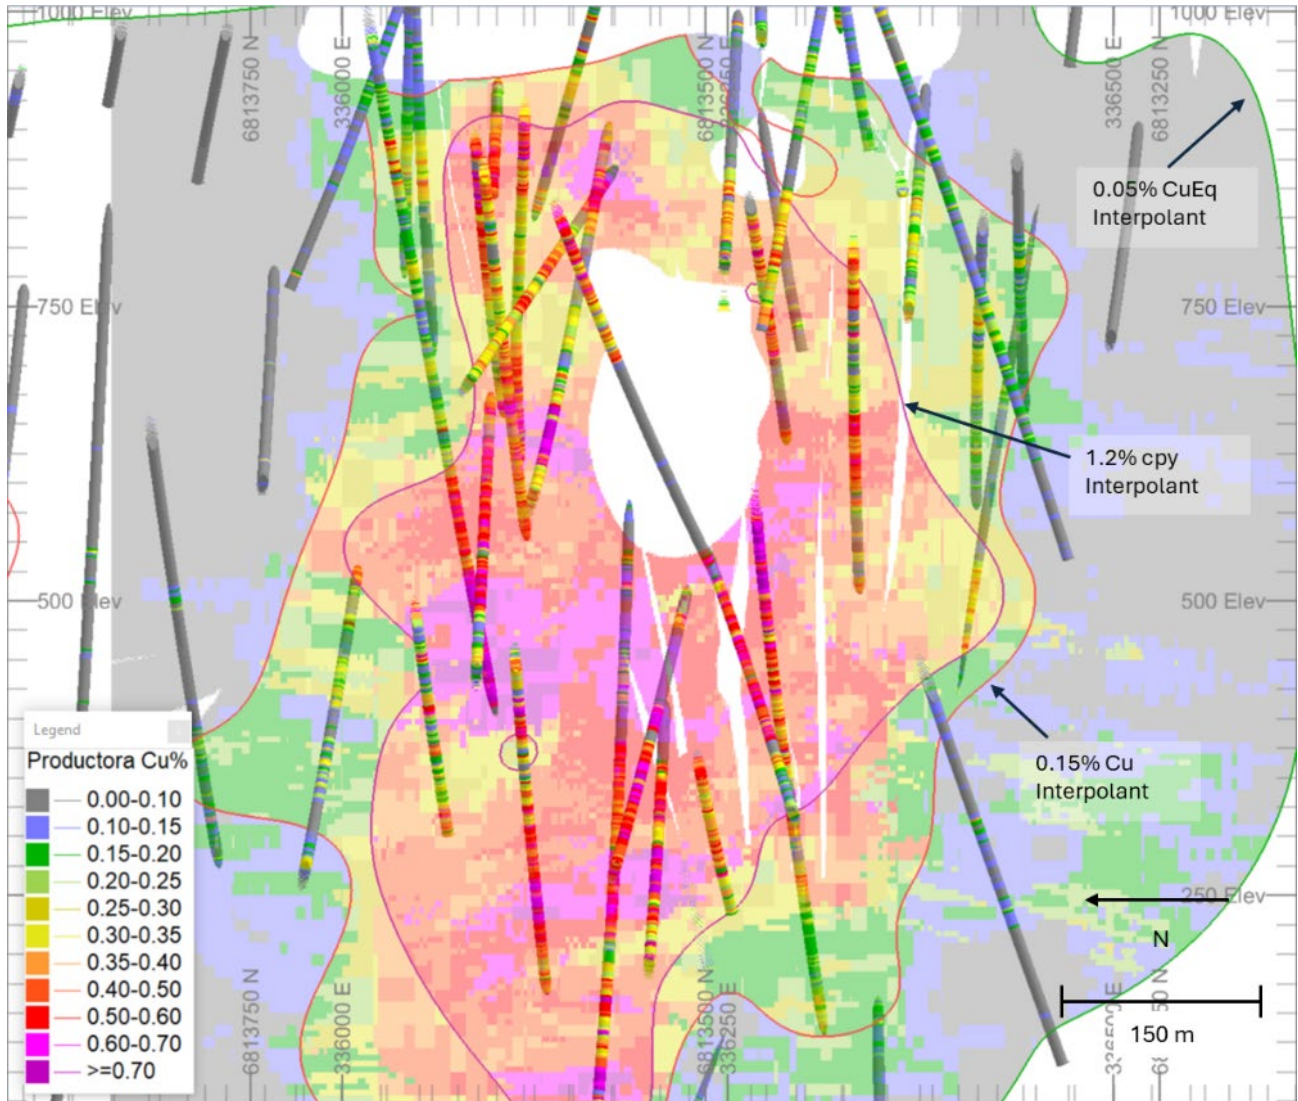 1000 Elev
1000 Elev
6813750 N
336000 E
6813500 N
336250 E
336500 E
6813250 N
0.05% CuEq
Interpolant
750 Elev
750 Elev
1.2% cpy
Interpolant
500 Elev
500 Elev
0.15% Cu
Interpolant
Legend
Productora Cu%
0.00-0.10
0.10-0.15
0.15-0.20
0.20-0.25
0.25-0.30
0.30-0.35
0.35-0.40
0.40-0.50
0.50-0.60
0.60-0.70
>=0.70
250 Elev
N
150 m
6813750 N
336000 E
6813500 N
336250 E